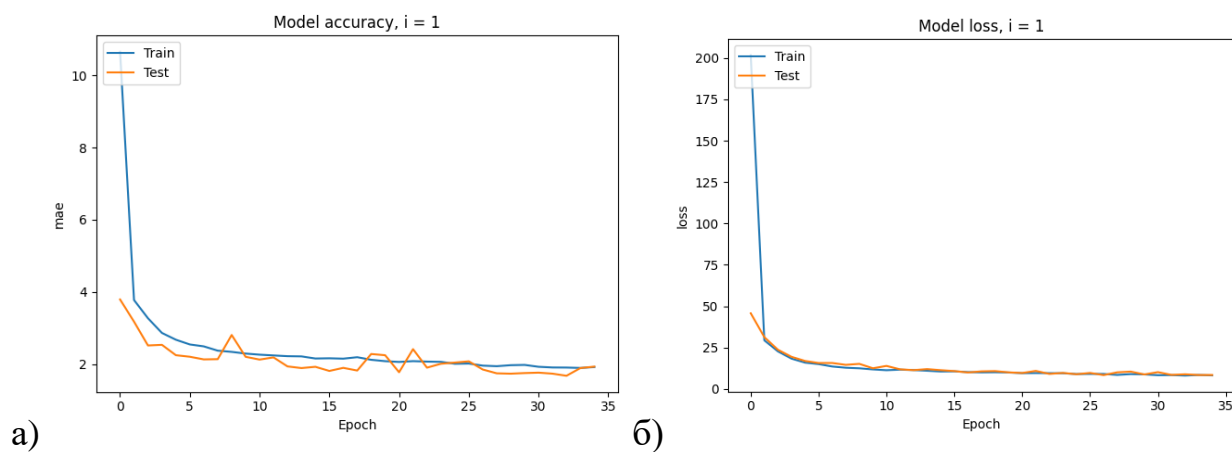 Model accuracy, i = 1
Train
Test
10
8
6
4
2
mae
0 5 10 15 20 25 30 35
Epoch
а)
Model loss, i = 1
Train
Test
200
175
150
125
100
75
50
25
0
loss
0 5 10 15 20 25 30 35
Epoch
б)